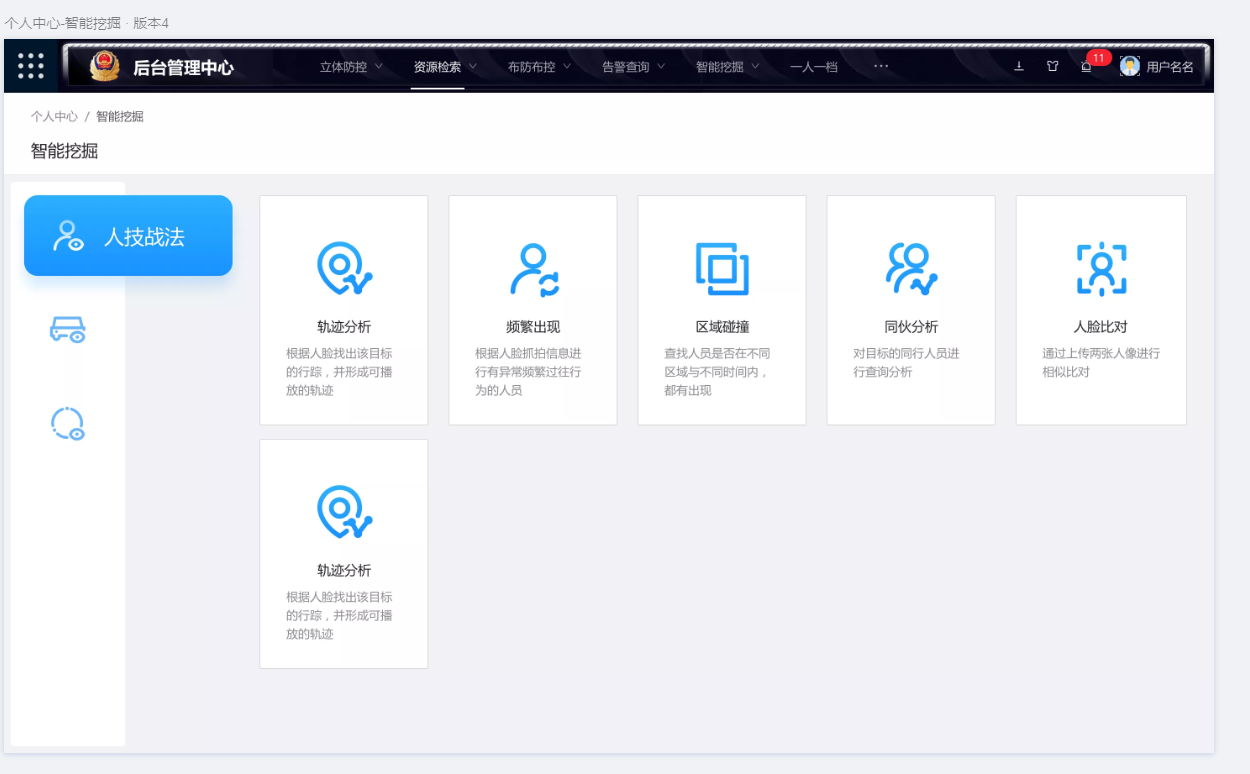 个人中心-智能挖掘 · 版本4
后台管理中心 立体防控 资源检索 布防布控 告警查询 智能挖掘 一人一档 ··· 11 用户名名
个人中心 / 智能挖掘
智能挖掘
人技战法
轨迹分析
根据人脸找出该目标
的行踪，并形成可播
放的轨迹
频繁出现
根据人脸抓拍信息进
行有异常频繁过往行
为的人员
区域碰撞
查找人员是否在不同
区域与不同时间内，
都有出现
同伙分析
对目标的同行人员进
行查询分析
人脸比对
通过上传两张人像进行
相似比对
轨迹分析
根据人脸找出该目标
的行踪，并形成可播
放的轨迹